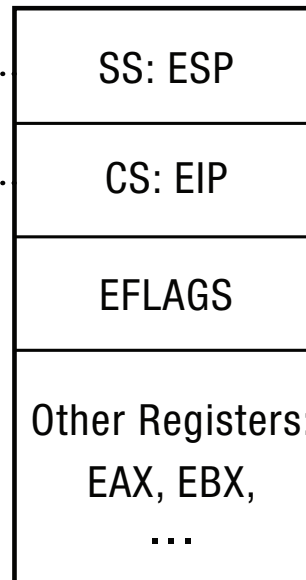 SS: ESP
CS: EIP
EFLAGS
Other Registers:
EAX, EBX,
...